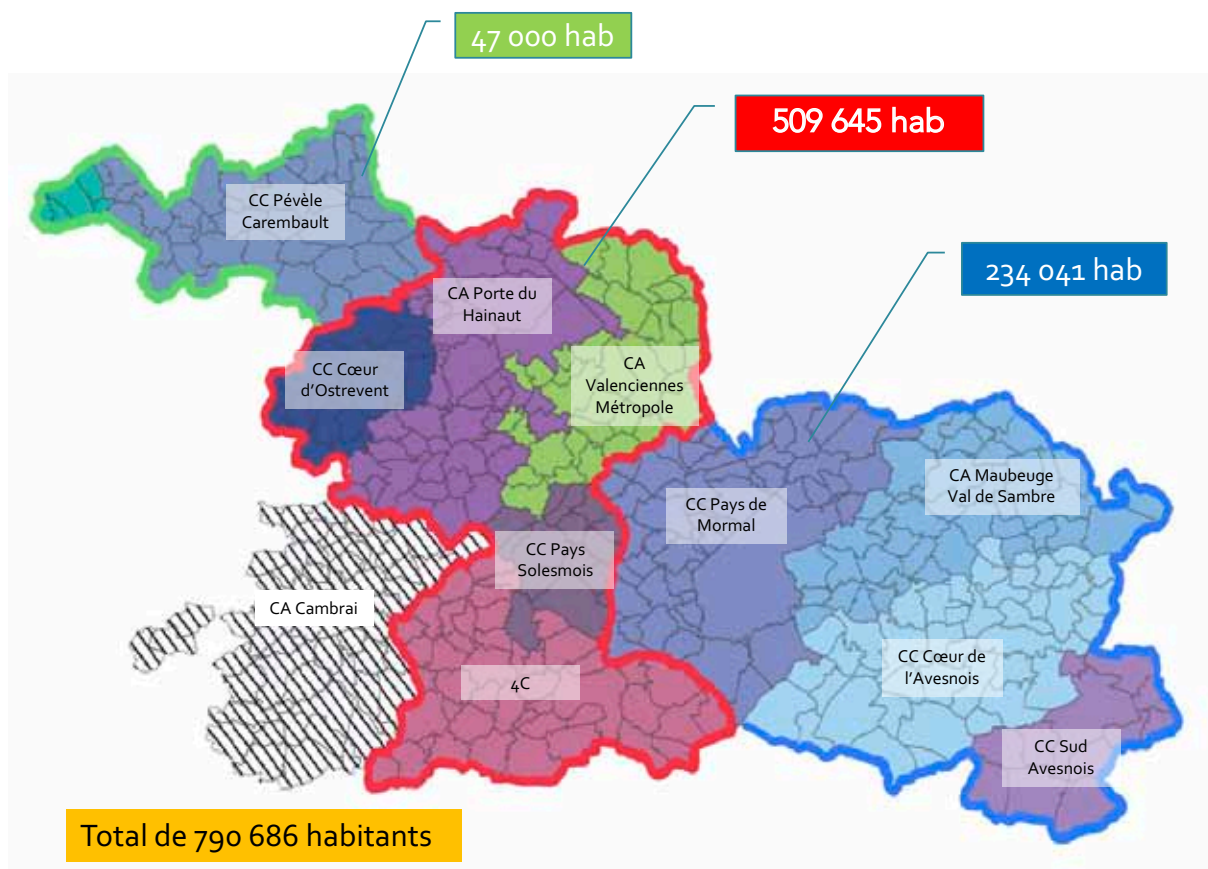 47 000 hab
509 645 hab
CC Pévèle
Carembault
234 041 hab
CA Porte du
Hainaut
CC Cœur
d'Ostrevent
CA
Valenciennes
Métropole
CA Maubeuge
Val de Sambre
CC Pays de
Mormal
CC Pays
Solesmois
CA Cambrai
CC Cœur de
l'Avesnois
4C
CC Sud
Avesnois
Total de 790 686 habitants